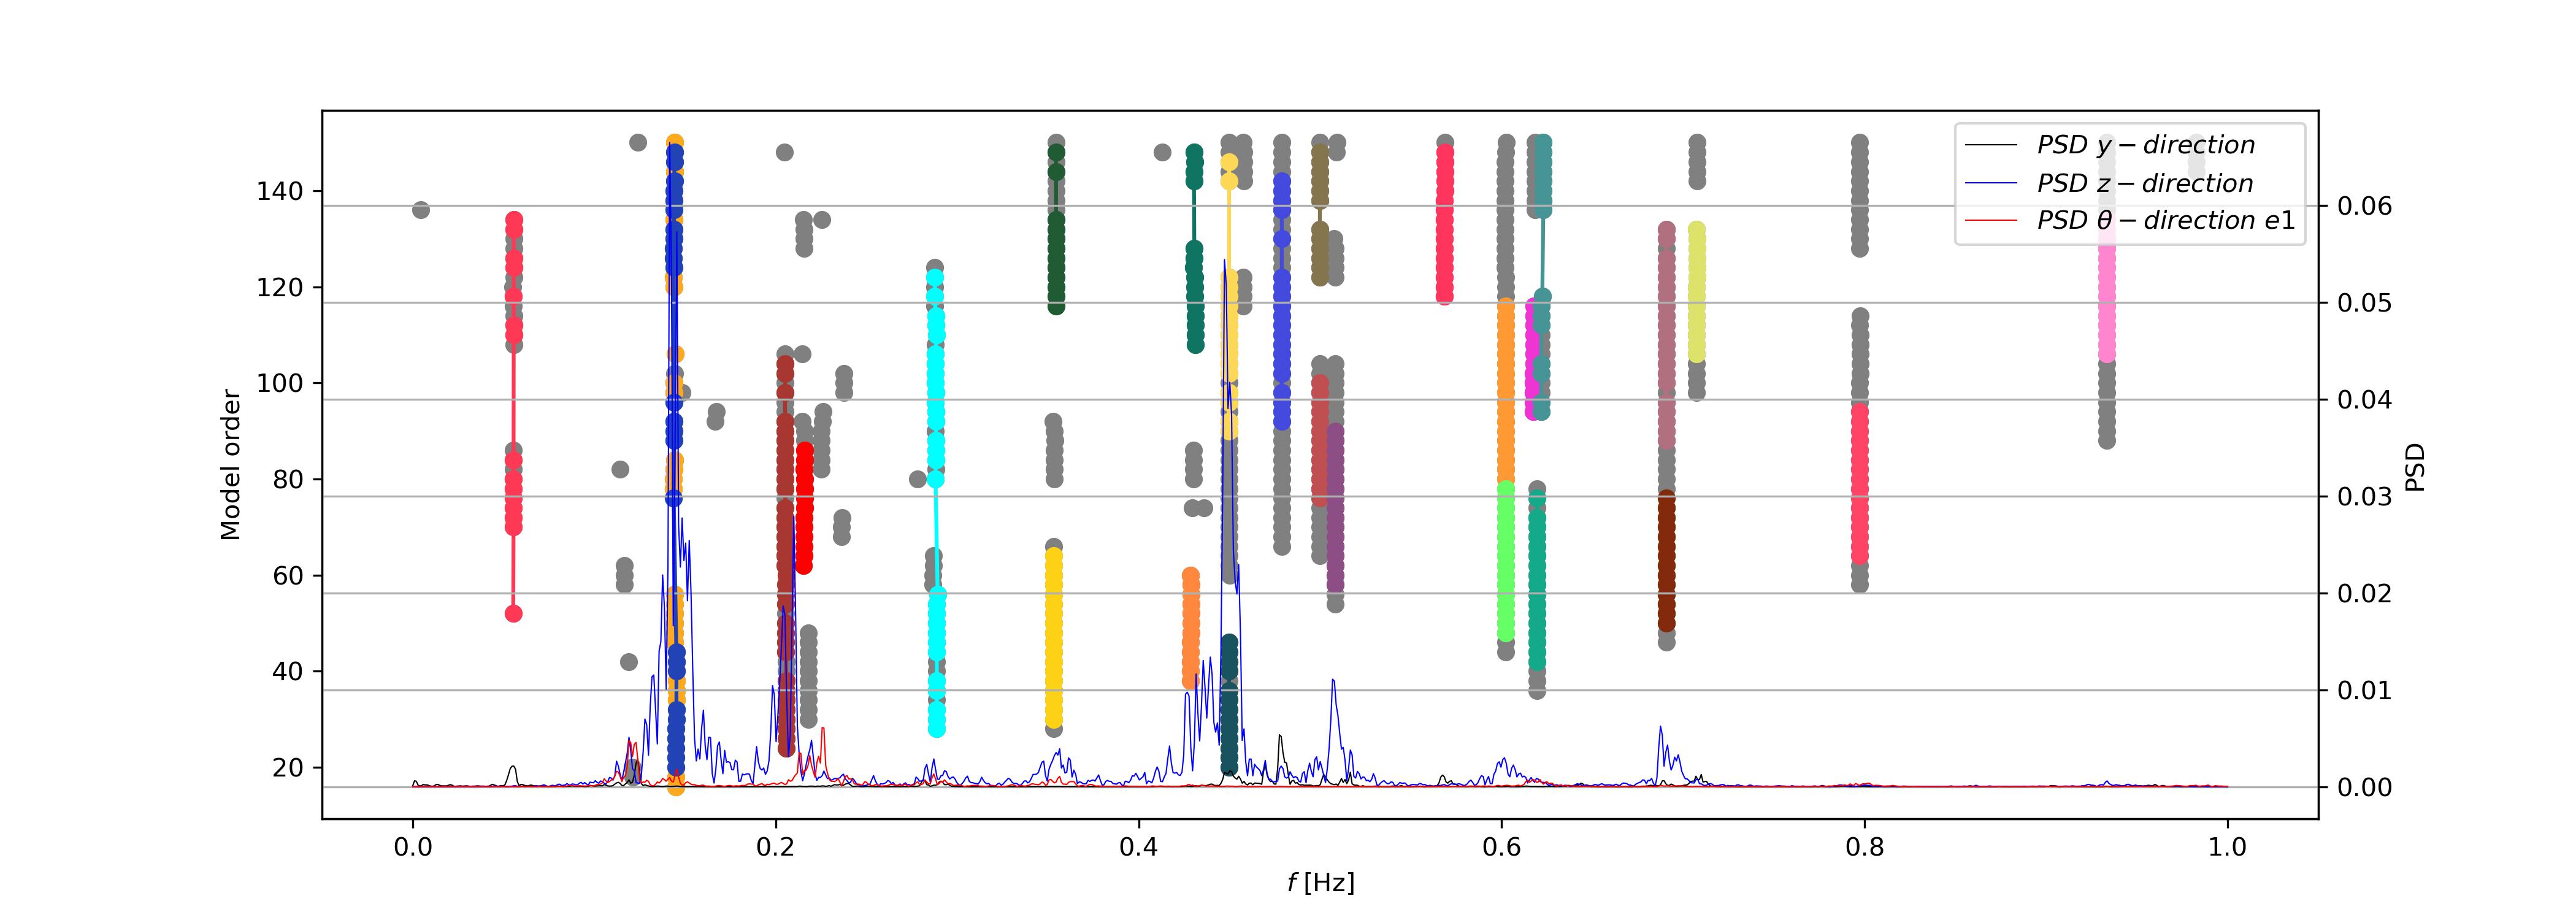 PSD y − direction
PSD z − direction
PSD θ − direction e1
Model order
140
120
100
80
60
40
20
0.06
0.05
0.04
0.03
0.02
0.01
0.00
PSD
0.0 0.2 0.4 0.6 0.8 1.0
f [Hz]